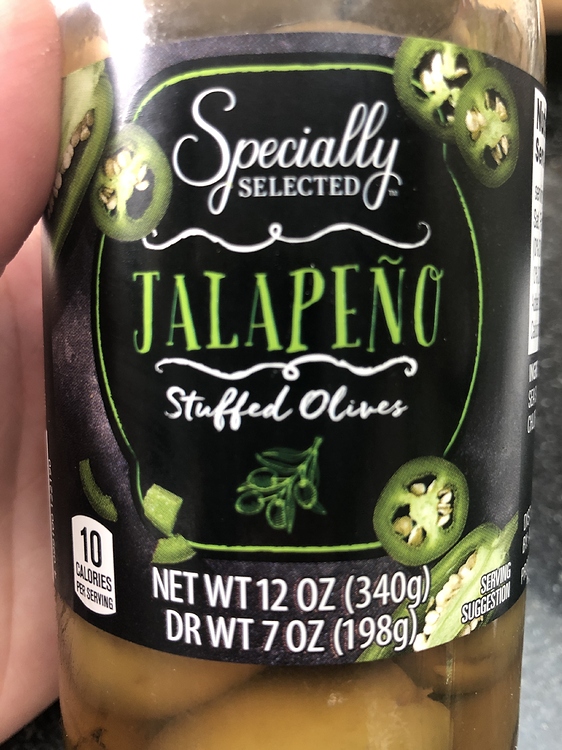 Specially
SELECTED™
JALAPEÑO
Stuffed Olives
10
CALORIES
PER SERVING
NET WT 12 OZ (340g)
DR WT 7 OZ (198g)
SERVING
SUGGESTION